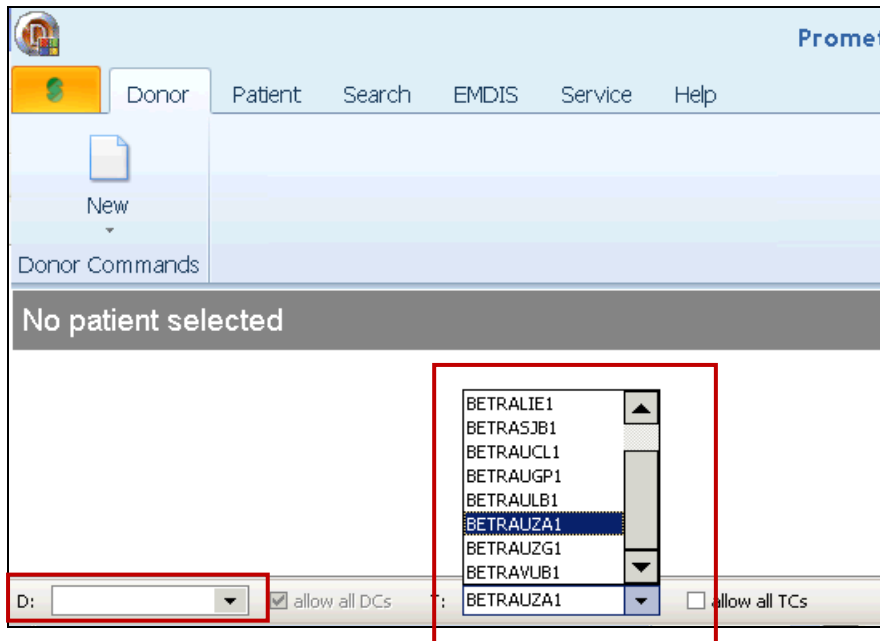 Promet
Donor Patient Search EMDIS Service Help
New
Donor Commands
No patient selected
BETRALIE1
BETRASJB1
BETRAUCL1
BETRAUGP1
BETRAULB1
BETRAUZA1
BETRAUZG1
BETRAVUB1
D: allow all DCs T: BETRAUZA1 allow all TCs